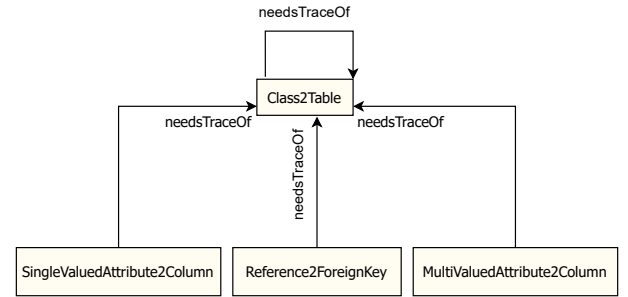 needsTraceOf
Class2Table
needsTraceOf
needsTraceOf
needsTraceOf
SingleValuedAttribute2Column
Reference2ForeignKey
MultiValuedAttribute2Column